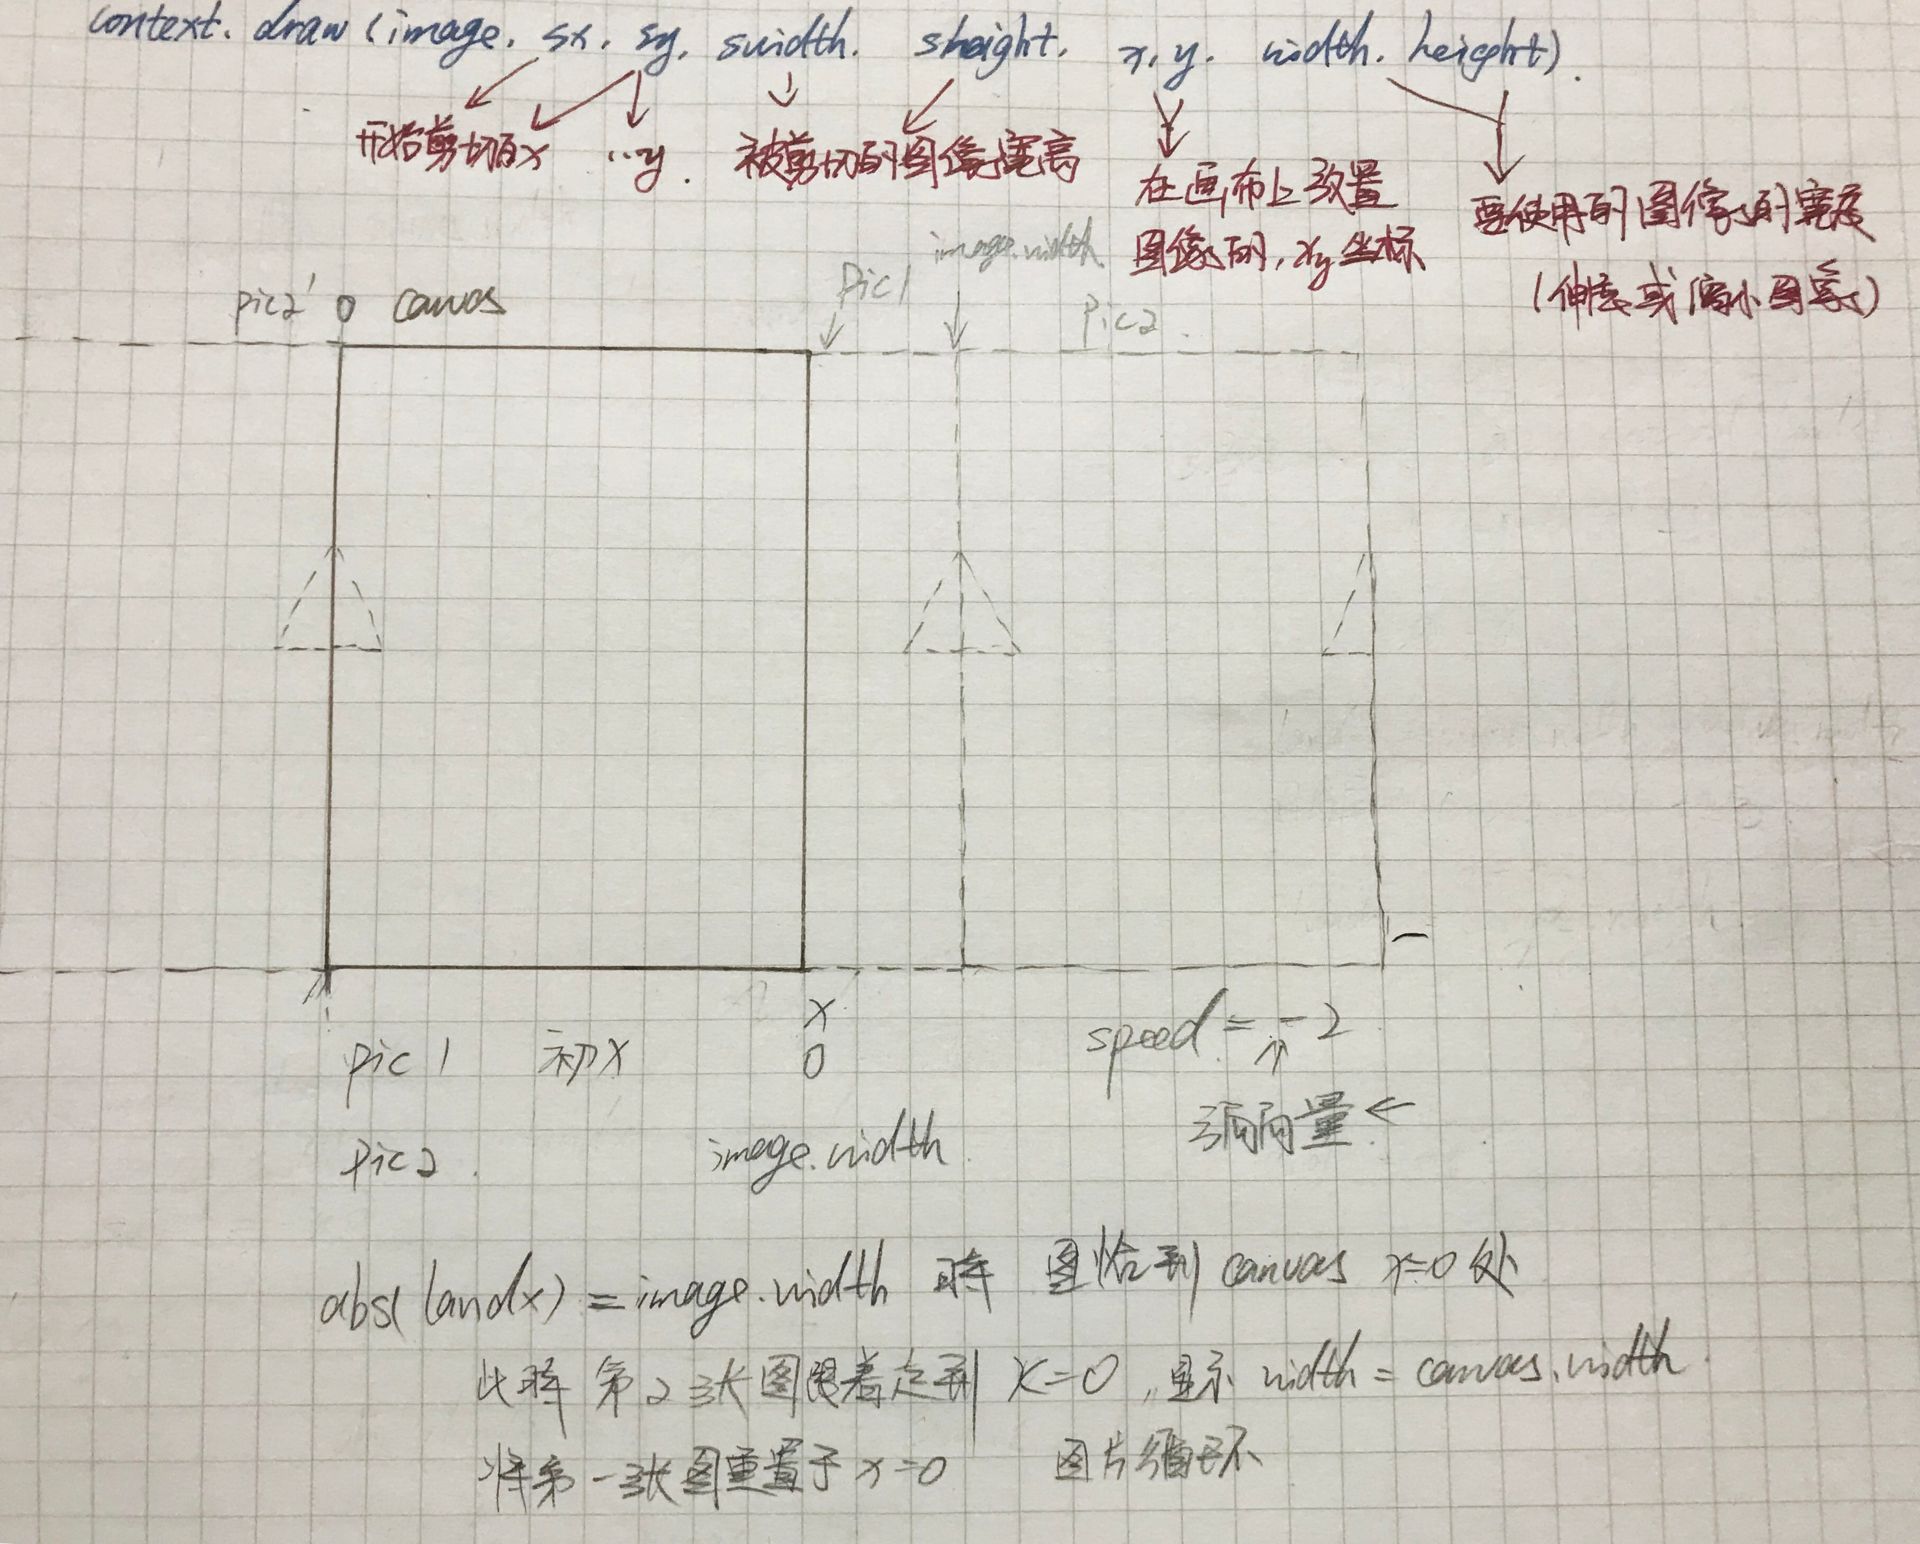 context. draw (image. sx. sy. swidth. sheight. x. y. width. height).
开始剪切的x ··y. 被剪切的图像宽高
在画布上放置
图像的,xy坐标
要使用的图像的宽度
(伸展或缩小图像)
pic2' 0 canvas
pic1
image.width
pic2.
x
pic 1 初x 0
speed = -2
pic2. image.width
偏向量←
abs(landx) = image.width 时 图恰到 canvas x=0 处
此时 第2张图跟着走到 x=0, 显示 width = canvas.width
将第一张图重置于 x=0 图片循环